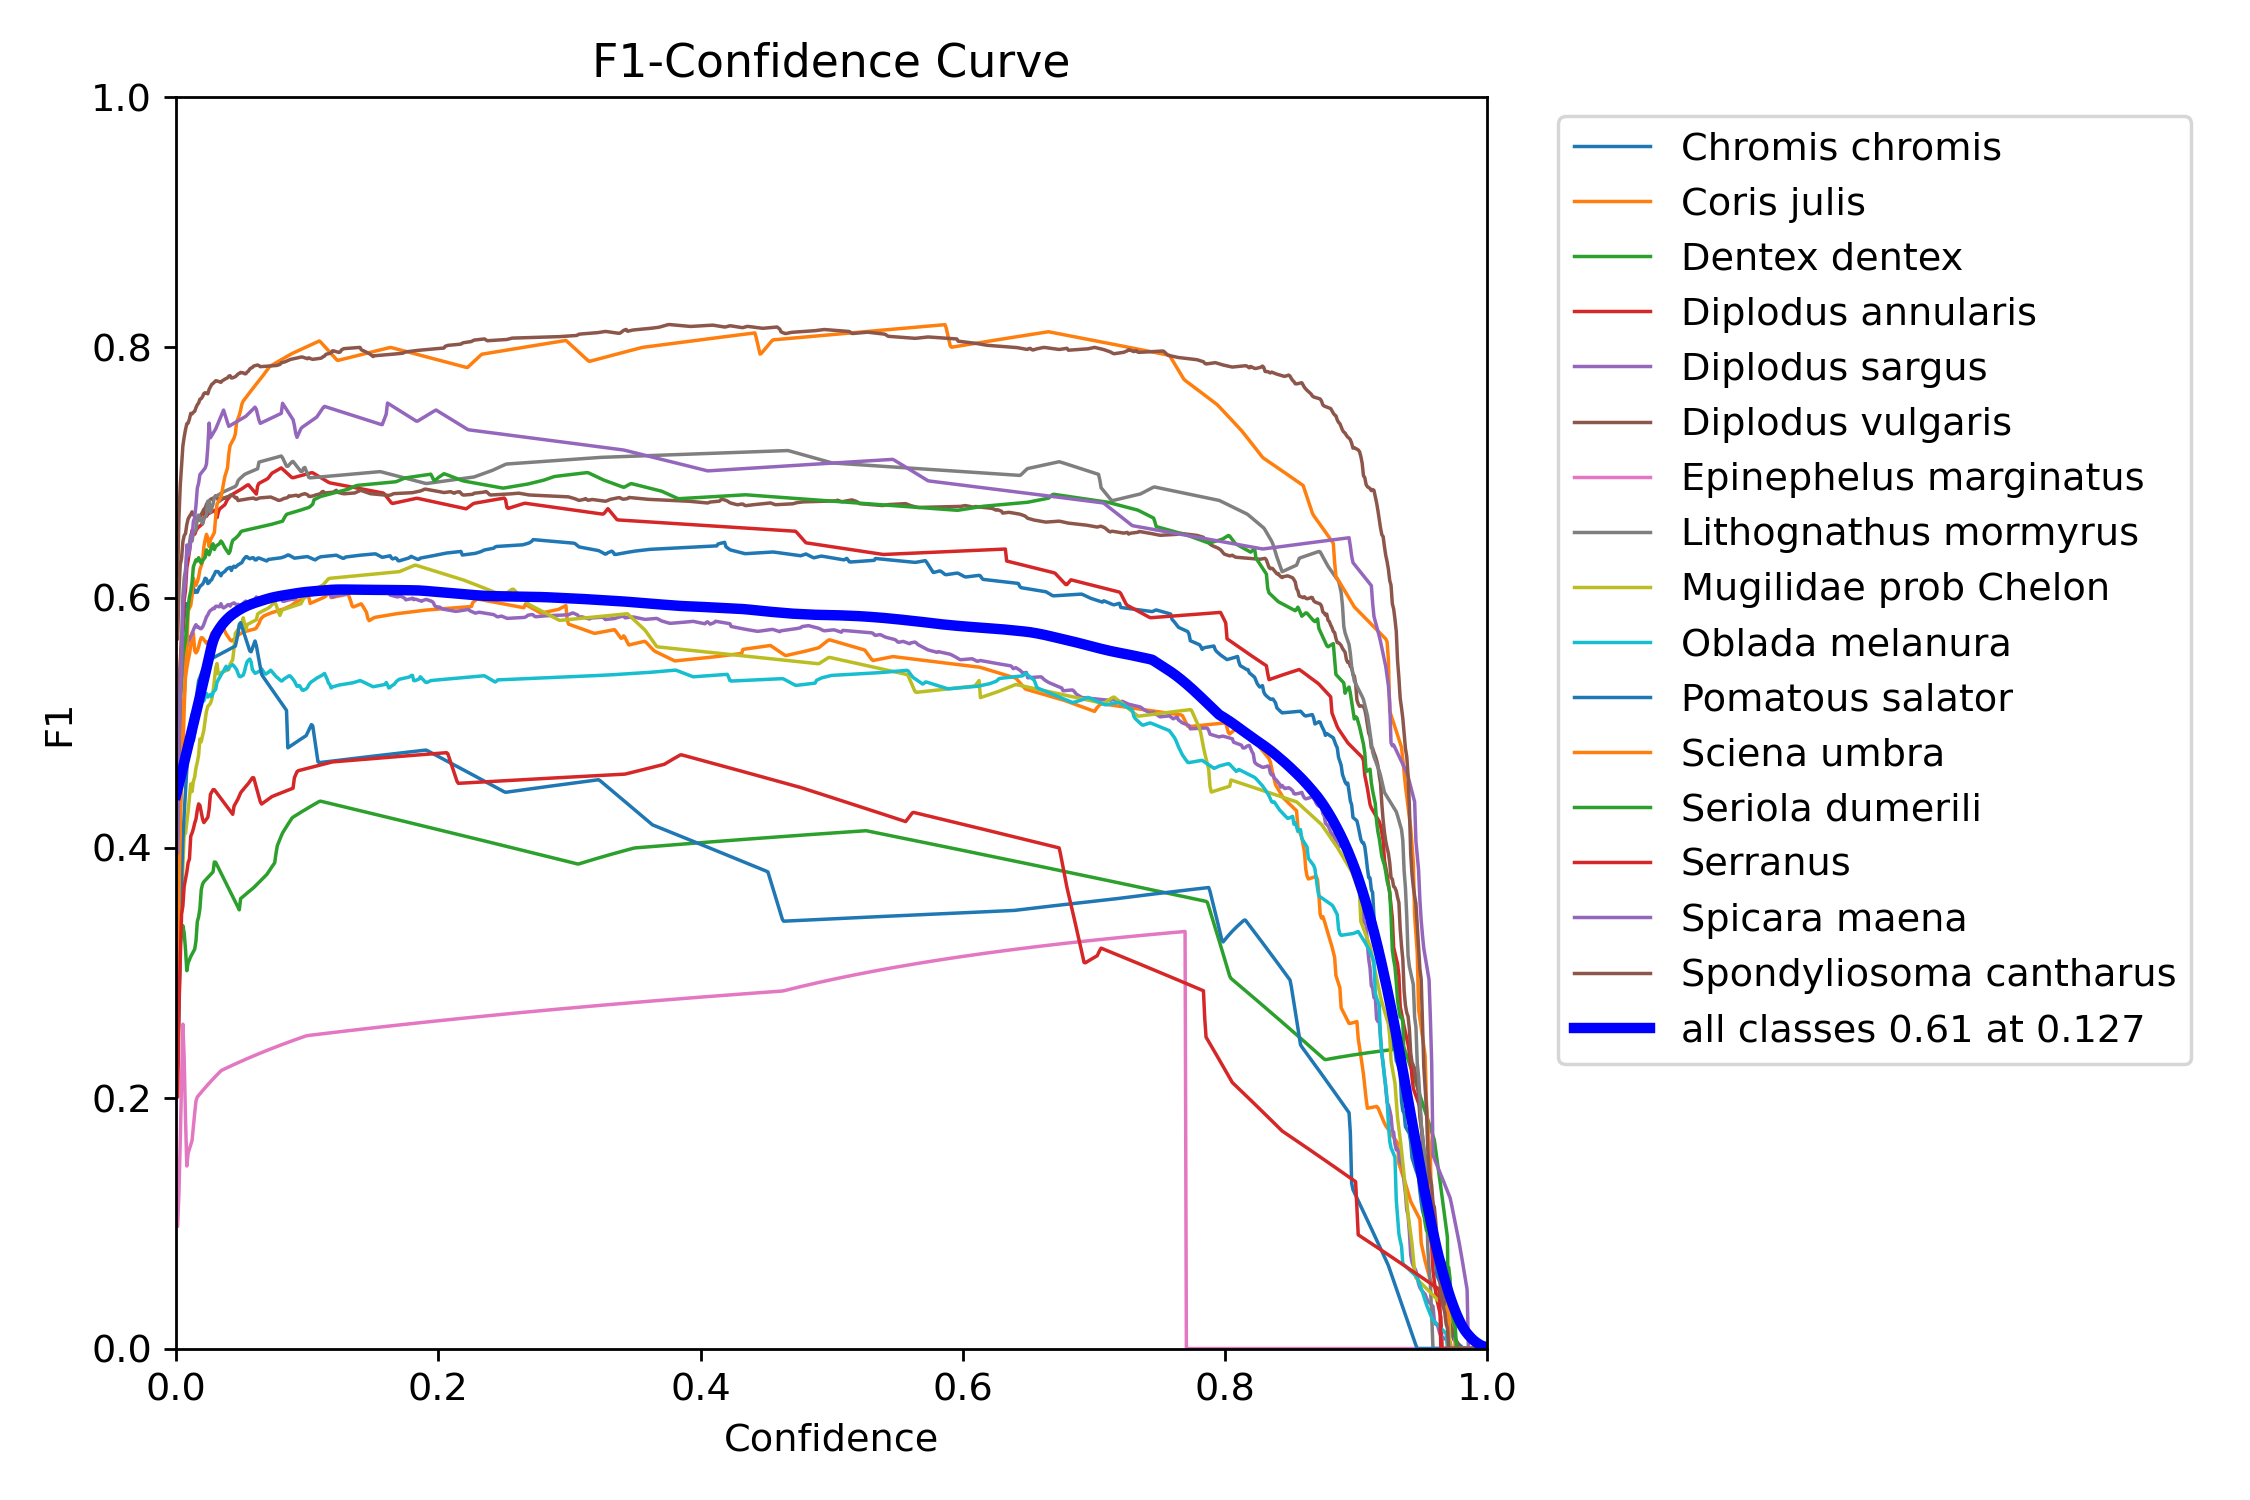 F1-Confidence Curve
1.0
0.8
0.6
0.4
0.2
0.0
F1
0.0 0.2 0.4 0.6 0.8 1.0
Confidence
Chromis chromis
Coris julis
Dentex dentex
Diplodus annularis
Diplodus sargus
Diplodus vulgaris
Epinephelus marginatus
Lithognathus mormyrus
Mugilidae prob Chelon
Oblada melanura
Pomatous salator
Sciena umbra
Seriola dumerili
Serranus
Spicara maena
Spondyliosoma cantharus
all classes 0.61 at 0.127